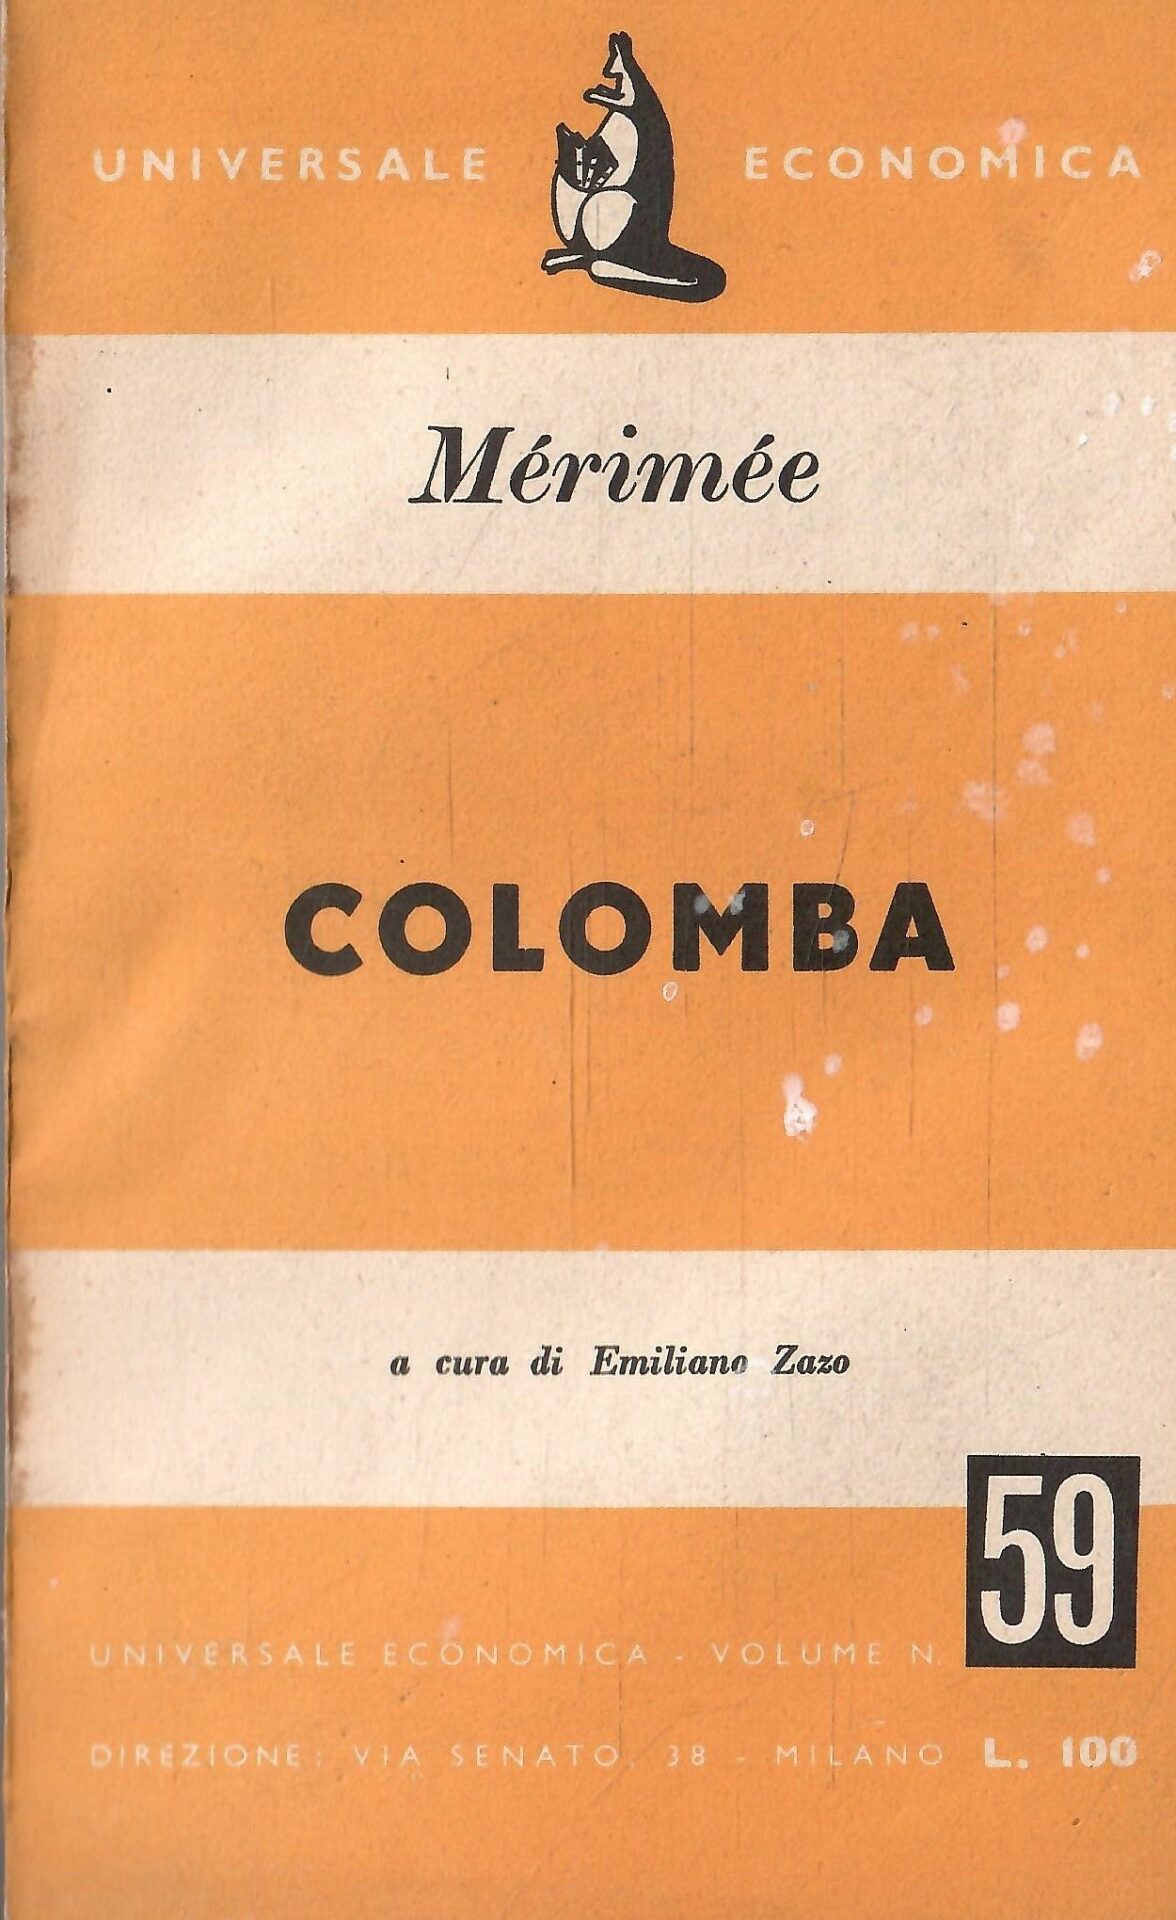 UNIVERSALE ECONOMICA
Mérimée
COLOMBA
a cura di Emiliano Zazo
59
UNIVERSALE ECONOMICA - VOLUME N.
DIREZIONE: VIA SENATO, 38 - MILANO L. 100